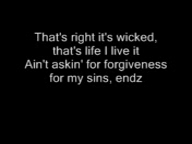 That's right it's wicked,
that's life I live it
Ain't askin' for forgiveness
for my sins, endz